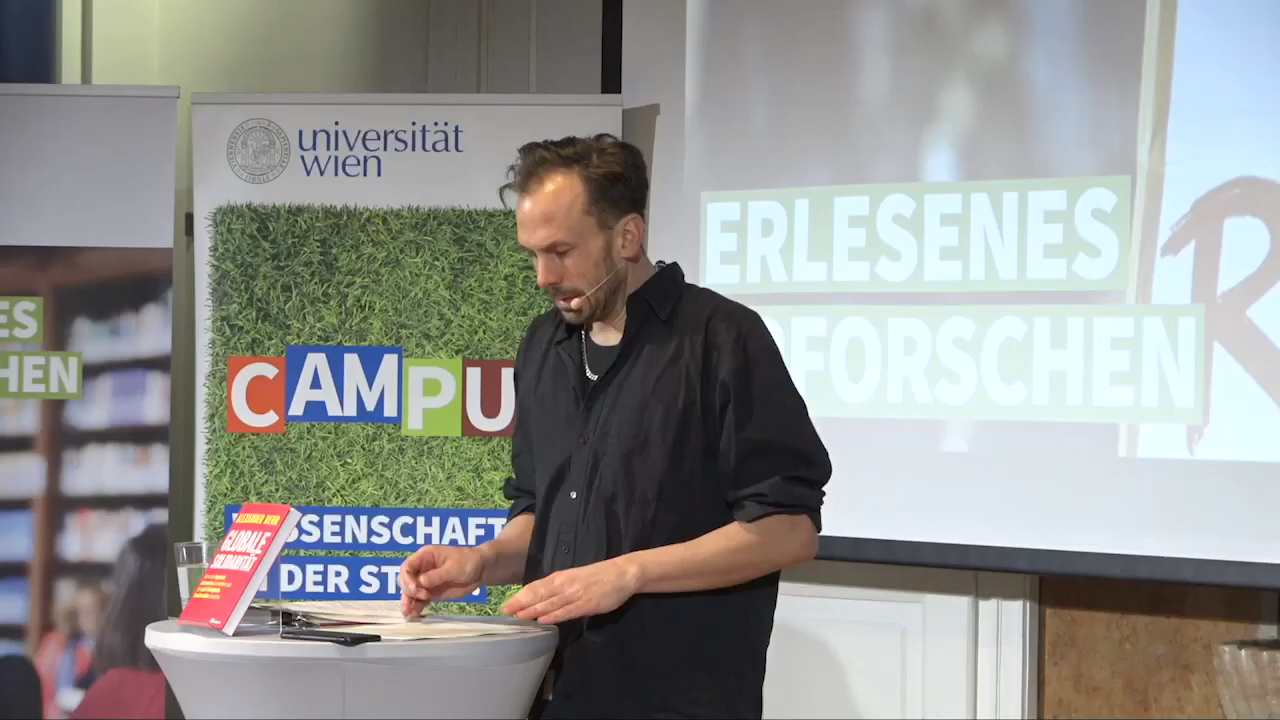 universität
wien
ERLESENES
FORSCHEN
R
CAMPU
SSENSCHAFT
DER ST
ES
HEN
ALEXANDER BEHR
GLOBALE
SOLIDARITÄT